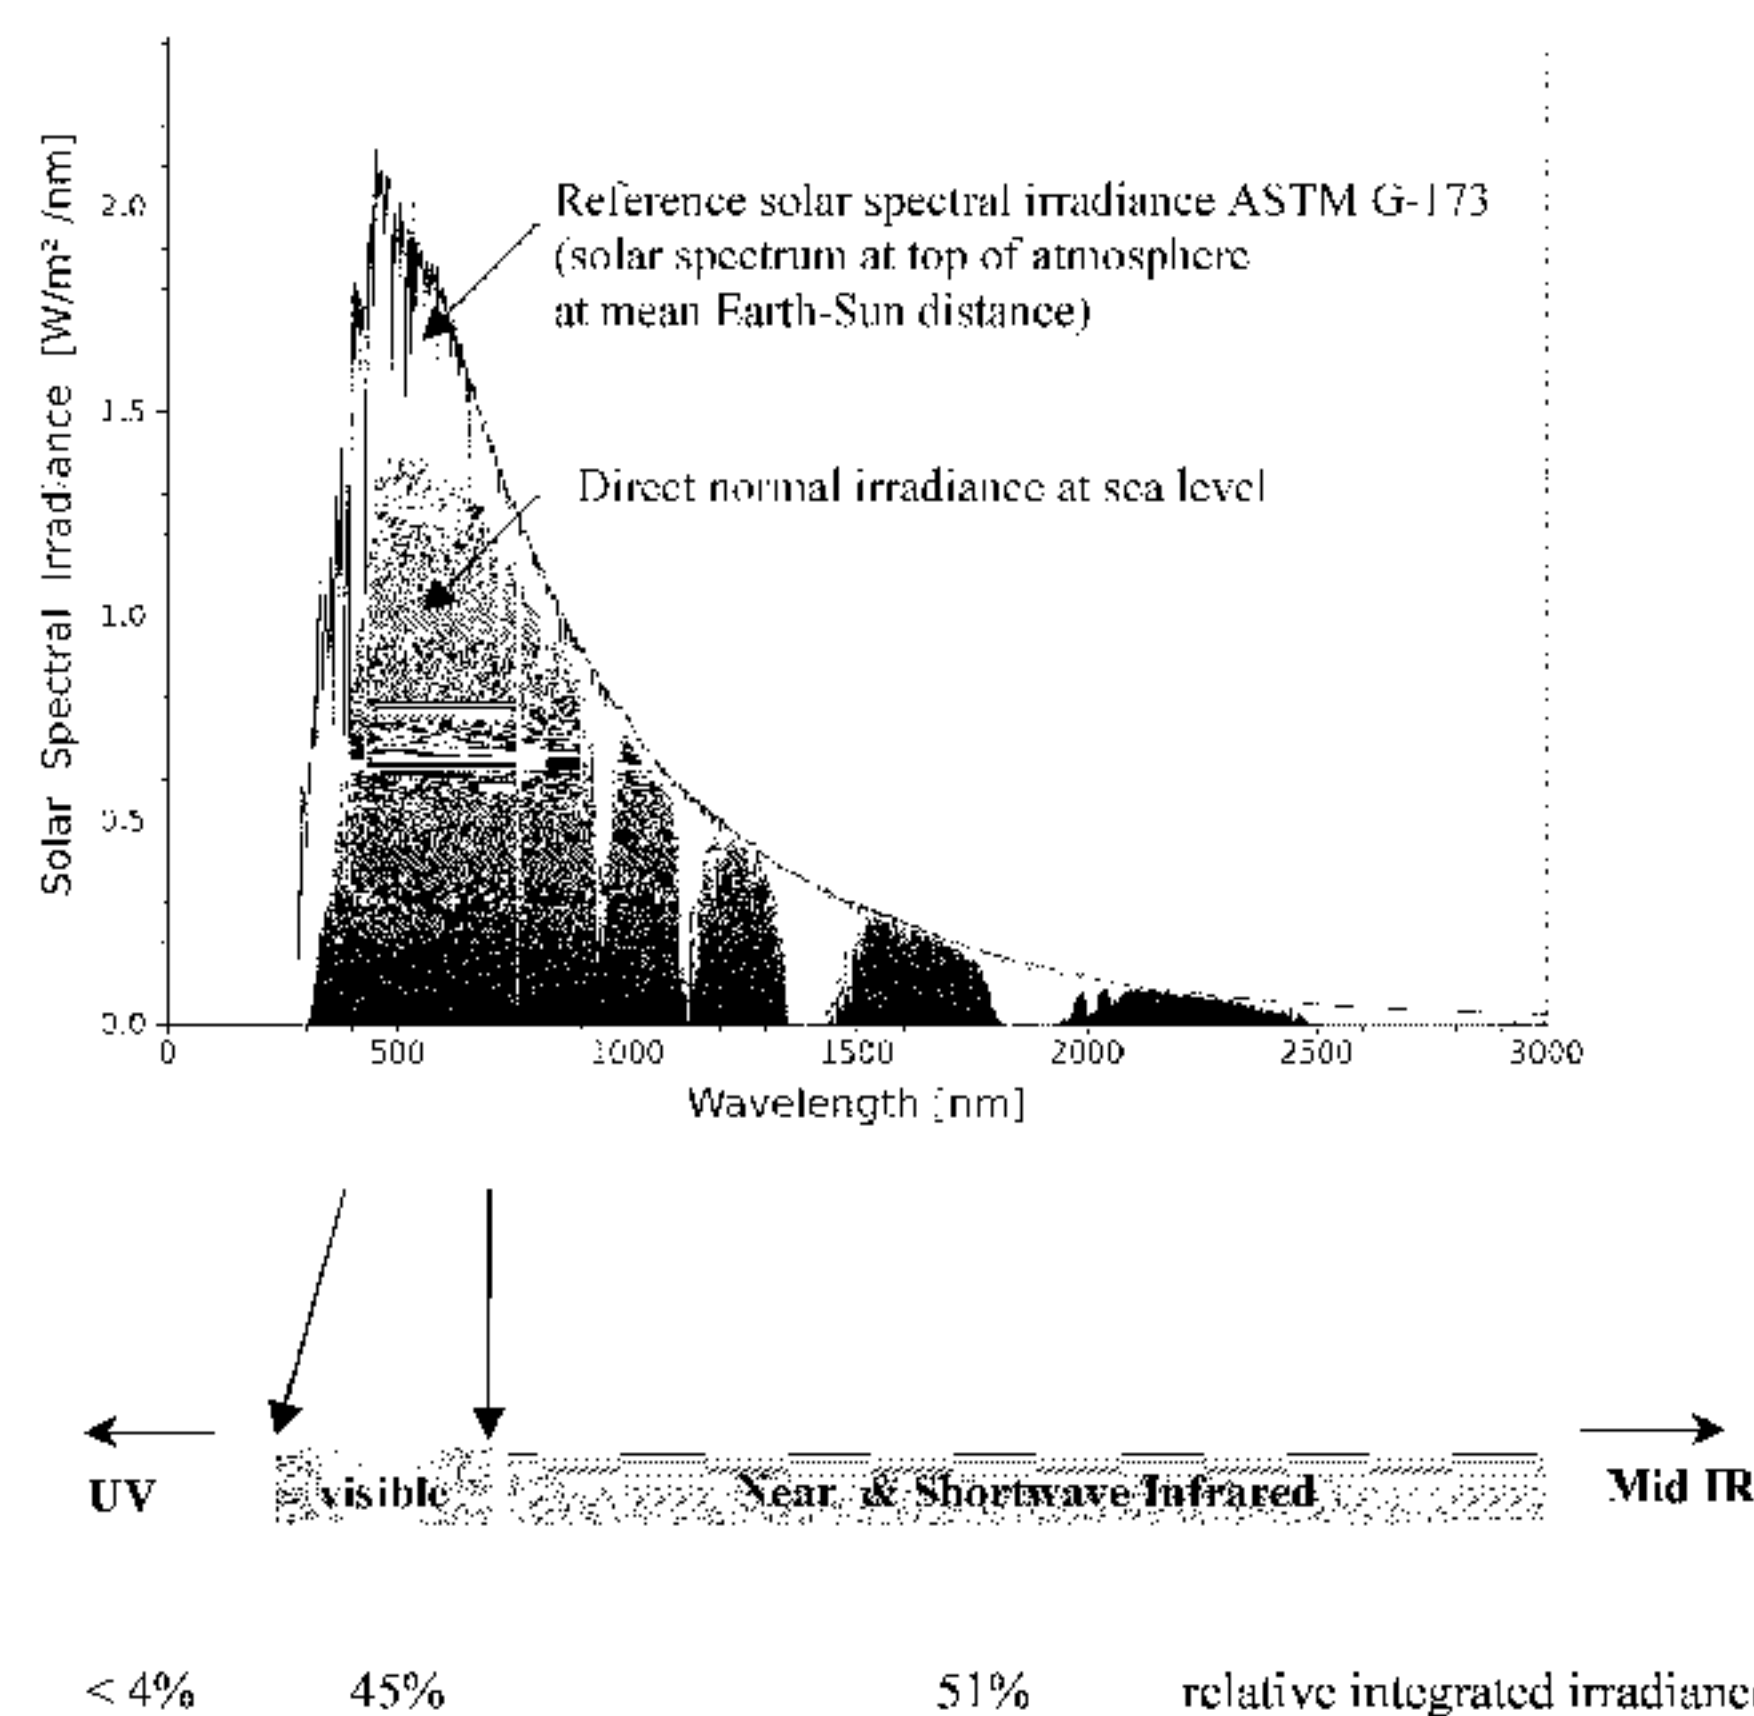 Solar Spectral Irradiance [W/m² /nm]
2.0
1.5
1.0
0.5
0.0
Reference solar spectral irradiance ASTM G-173
(solar spectrum at top of atmosphere
at mean Earth-Sun distance)
Direct normal irradiance at sea level
0 500 1000 1500 2000 2500 3000
Wavelength [nm]
UV visible Near & Shortwave Infrared Mid IR
< 4% 45% 51% relative integrated irradiance